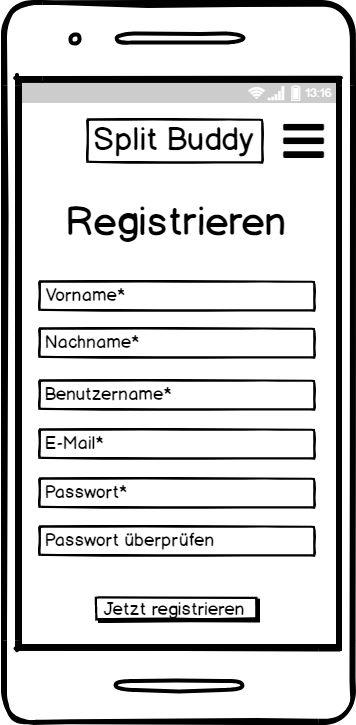 13:16
Split Buddy
Registrieren
Vorname*
Nachname*
Benutzername*
E-Mail*
Passwort*
Passwort überprüfen
Jetzt registrieren